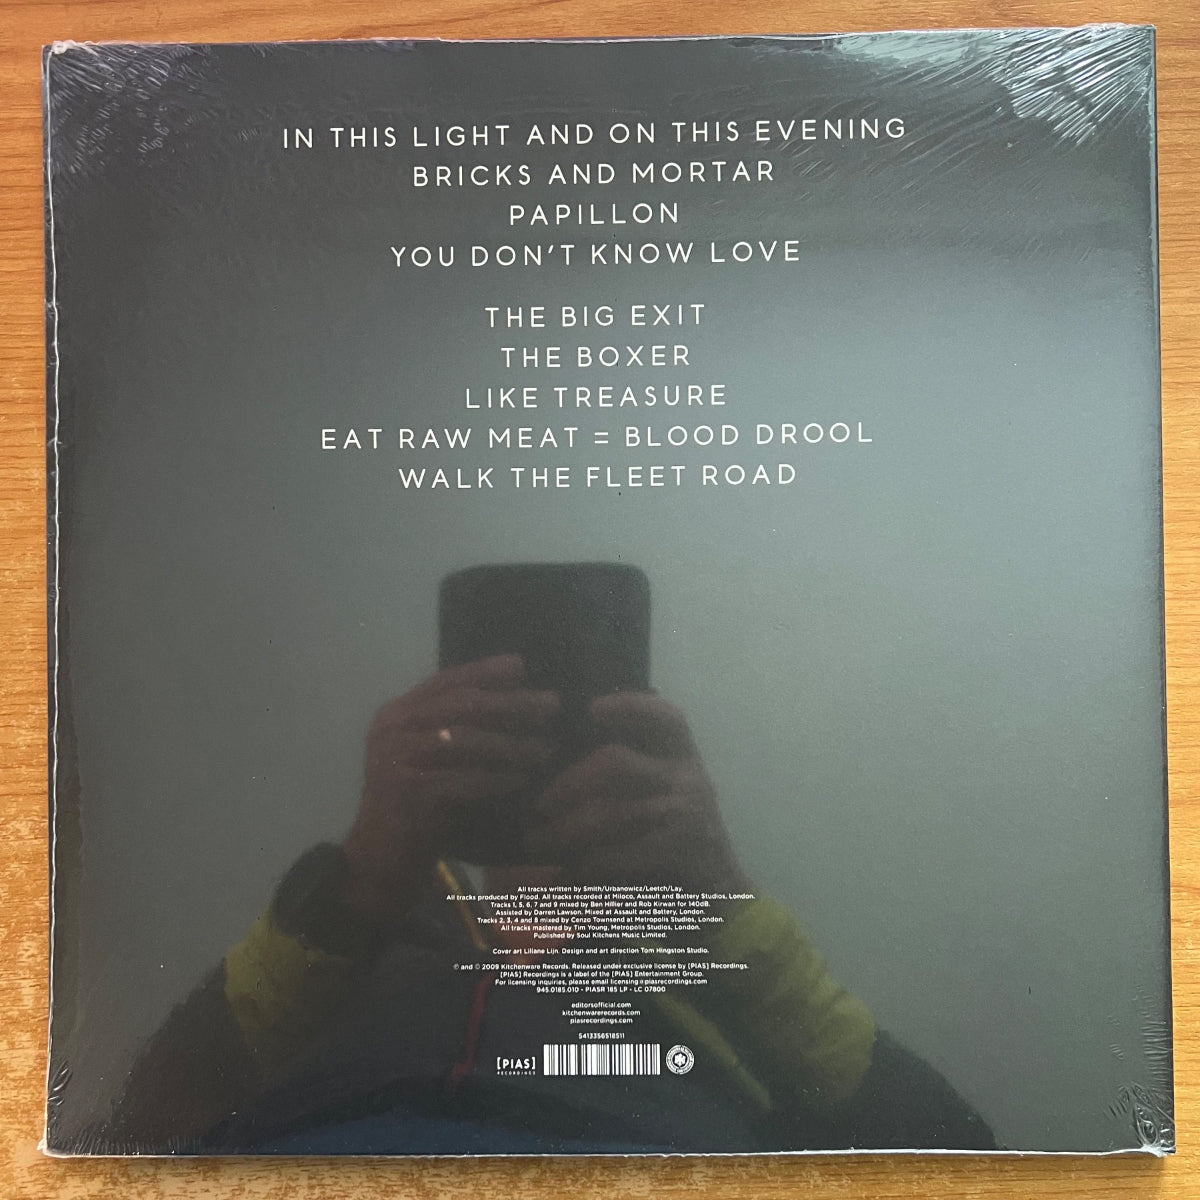 IN THIS LIGHT AND ON THIS EVENING
BRICKS AND MORTAR
PAPILLON
YOU DON'T KNOW LOVE
THE BIG EXIT
THE BOXER
LIKE TREASURE
EAT RAW MEAT = BLOOD DROOL
WALK THE FLEET ROAD
All tracks written by Smith/Urbanowicz/Leetch/Lay.
All tracks produced by Flood. All tracks recorded at Miloco, Assault and Battery Studios, London.
Tracks 1, 5, 6, 7 and 9 mixed by Ben Hillier and Rob Kirwan for 140dB.
Assisted by Darren Lawson. Mixed at Assault and Battery, London.
Tracks 2, 3, 4 and 8 mixed by Cenzo Townsend at Metropolis Studios, London.
All tracks mastered by Tim Young, Metropolis Studios, London.
Published by Soul Kitchens Music Limited.
Cover art Liliane Lijn. Design and art direction Tom Hingston Studio.
℗ and © 2009 Kitchenware Records. Released under exclusive license by [PIAS] Recordings.
[PIAS] Recordings is a label of the [PIAS] Entertainment Group.
For licensing inquiries, please email licensing@piasrecordings.com
945.0185.010 - PIASR 185 LP - LC 07800
editorsofficial.com
kitchenwarerecords.com
piasrecordings.com
5413356518511
[PIAS]
RECORDINGS